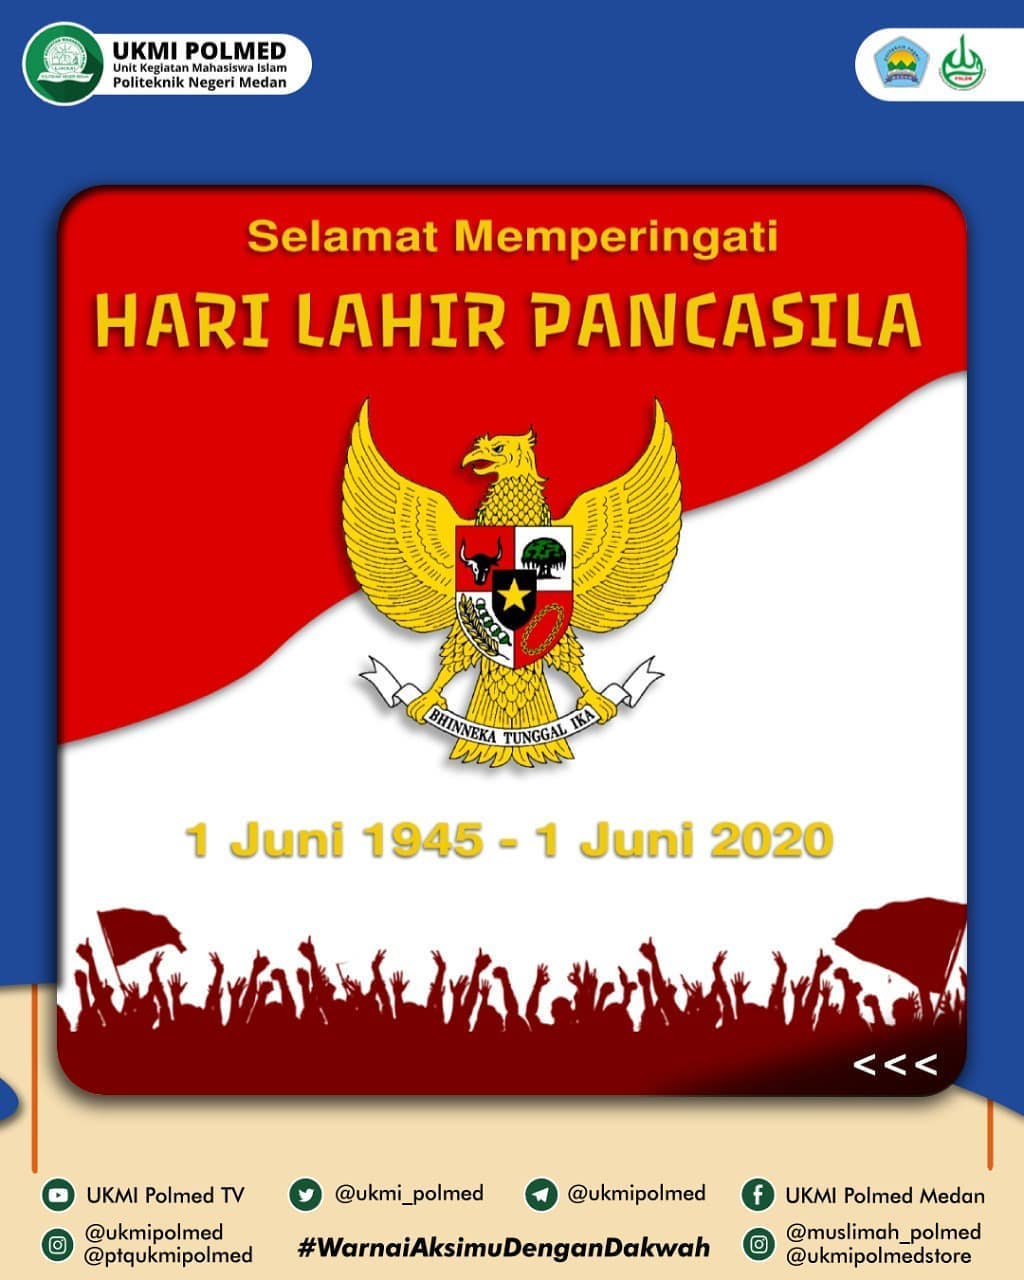 UKMI POLMED
Unit Kegiatan Mahasiswa Islam
Politeknik Negeri Medan
Selamat Memperingati
HARI LAHIR PANCASILA
BHINNEKA TUNGGAL IKA
1 Juni 1945 - 1 Juni 2020
<<<
UKMI Polmed TV
@ukmi_polmed
@ukmipolmed
UKMI Polmed Medan
@ukmipolmed
@ptqukmipolmed
#WarnaiAksimuDenganDakwah
@muslimah_polmed
@ukmipolmedstore